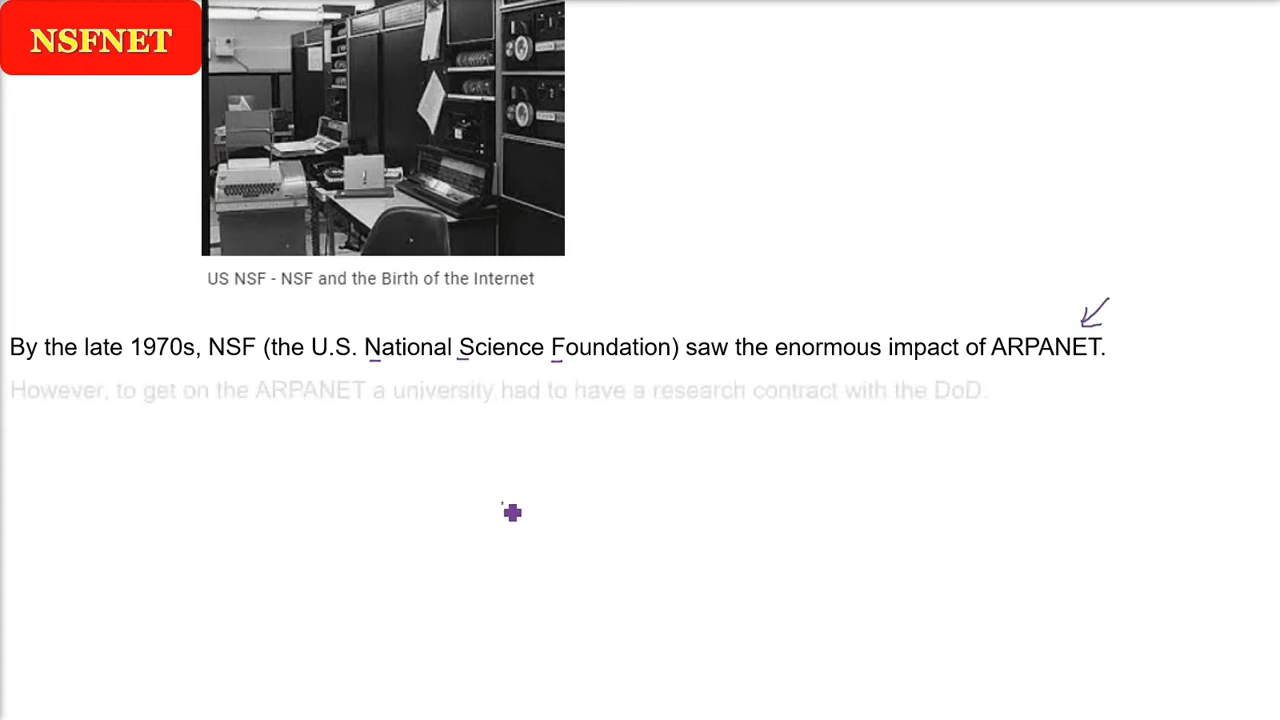 NSFNET
US NSF - NSF and the Birth of the Internet
By the late 1970s, NSF (the U.S. National Science Foundation) saw the enormous impact of ARPANET.
However, to get on the ARPANET a university had to have a research contract with the DoD.